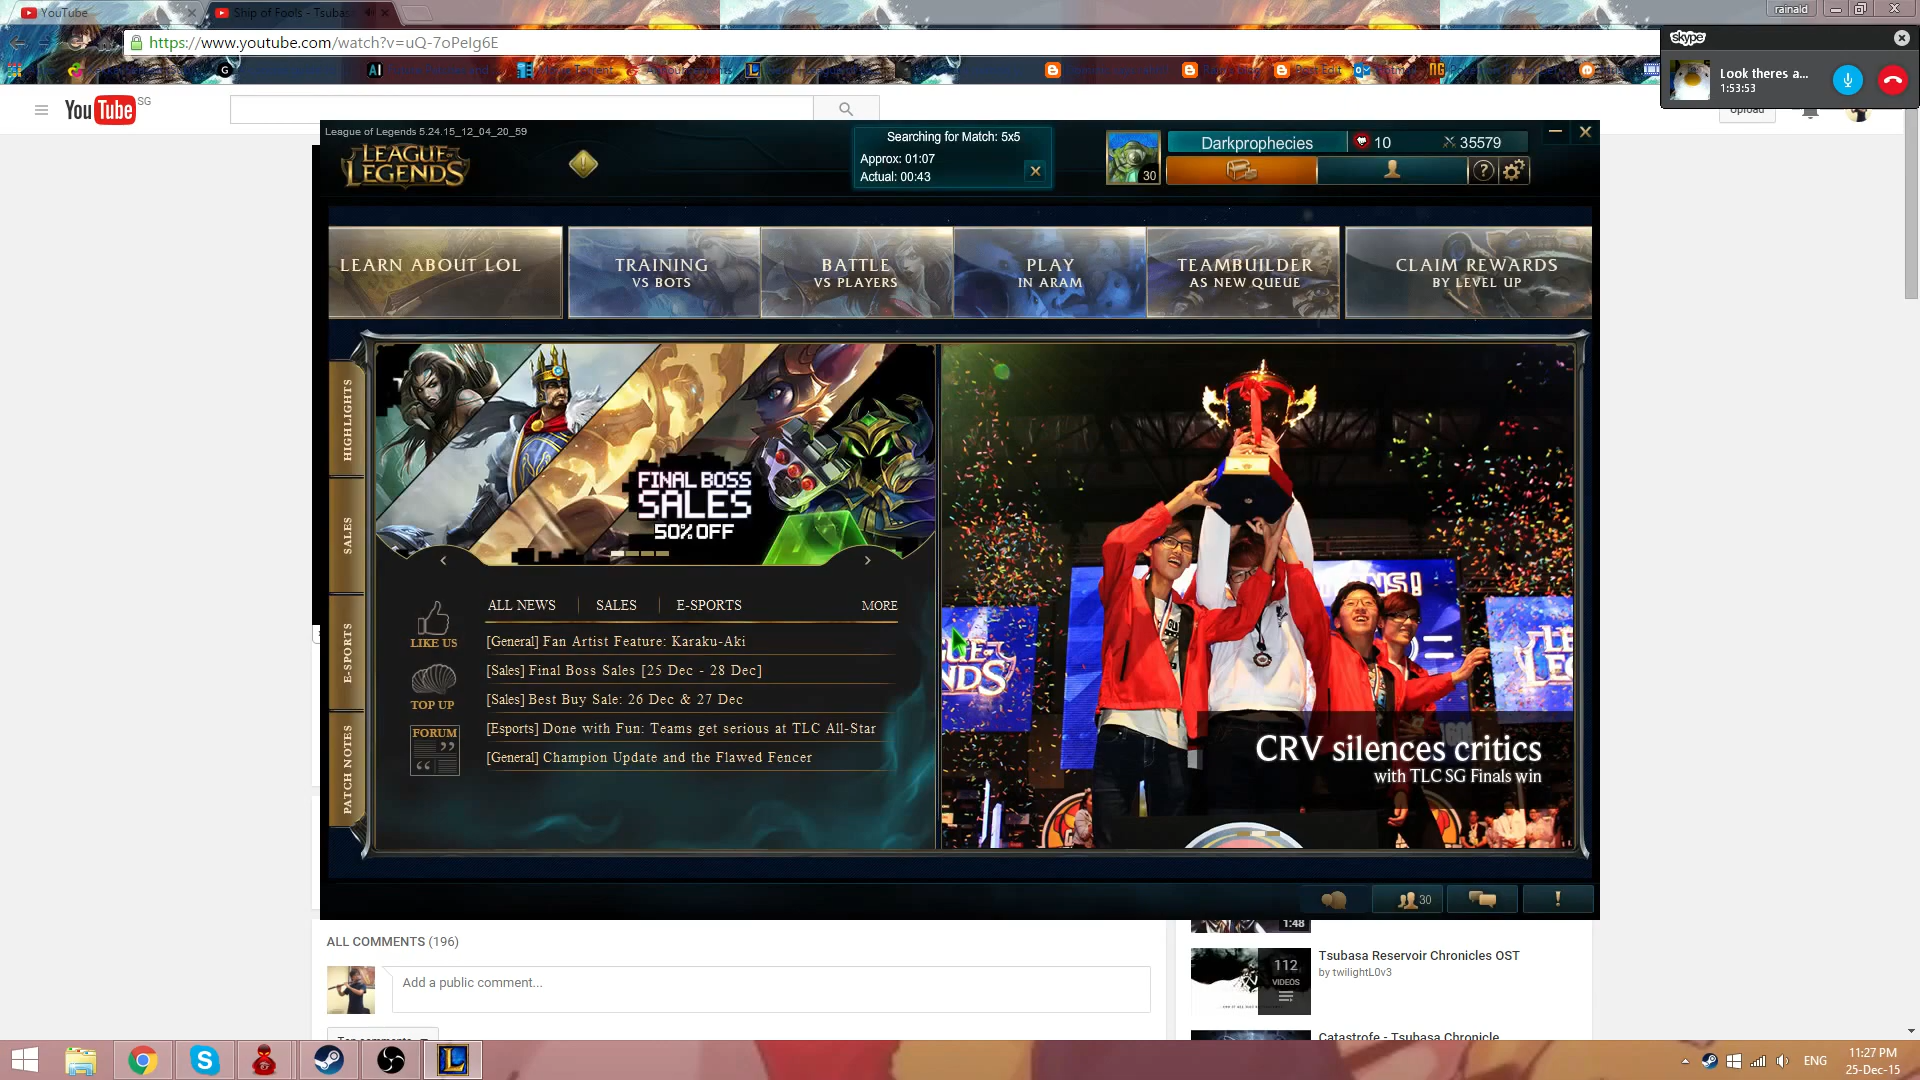 YouTube
Ship of Fools - Tsuba
rainald
https://www.youtube.com/watch?v=uQ-7oPeIg6E
skype
Look theres a...
1:53:53
YouTube SG
Upload
League of Legends 5.24.15_12_04_20_59
LEAGUE of LEGENDS
Searching for Match: 5x5
Approx: 01:07
Actual: 00:43
30
Darkprophecies
10
35579
LEARN ABOUT LOL
TRAINING
VS BOTS
BATTLE
VS PLAYERS
PLAY
IN ARAM
TEAMBUILDER
AS NEW QUEUE
CLAIM REWARDS
BY LEVEL UP
HIGHLIGHTS
SALES
E-SPORTS
PATCH NOTES
FINAL BOSS
SALES
50% OFF
ALL NEWS
SALES
E-SPORTS
MORE
LIKE US
TOP UP
FORUM
[General] Fan Artist Feature: Karaku-Aki
[Sales] Final Boss Sales [25 Dec - 28 Dec]
[Sales] Best Buy Sale: 26 Dec & 27 Dec
[Esports] Done with Fun: Teams get serious at TLC All-Star
[General] Champion Update and the Flawed Fencer
CRV silences critics
with TLC SG Finals win
30
1:48
ALL COMMENTS (196)
Add a public comment...
Top comments
112
VIDEOS
Tsubasa Reservoir Chronicles OST
by twilightL0v3
Catastrofe - Tsubasa Chronicle
ENG
11:27 PM
25-Dec-15